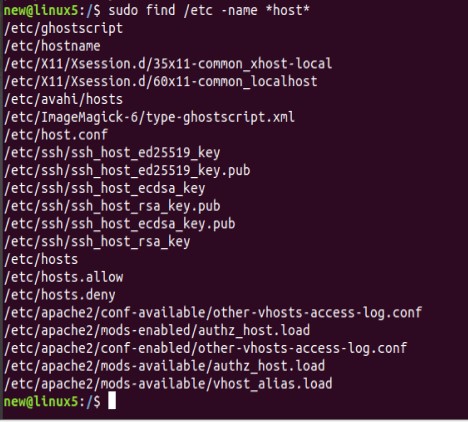 new@linux5:/$ sudo find /etc -name *host*
/etc/ghostscript
/etc/hostname
/etc/X11/Xsession.d/35x11-common_xhost-local
/etc/X11/Xsession.d/60x11-common_localhost
/etc/avahi/hosts
/etc/ImageMagick-6/type-ghostscript.xml
/etc/host.conf
/etc/ssh/ssh_host_ed25519_key
/etc/ssh/ssh_host_ed25519_key.pub
/etc/ssh/ssh_host_ecdsa_key
/etc/ssh/ssh_host_rsa_key.pub
/etc/ssh/ssh_host_ecdsa_key.pub
/etc/ssh/ssh_host_rsa_key
/etc/hosts
/etc/hosts.allow
/etc/hosts.deny
/etc/apache2/conf-available/other-vhosts-access-log.conf
/etc/apache2/mods-enabled/authz_host.load
/etc/apache2/conf-enabled/other-vhosts-access-log.conf
/etc/apache2/mods-available/authz_host.load
/etc/apache2/mods-available/vhost_alias.load
new@linux5:/$